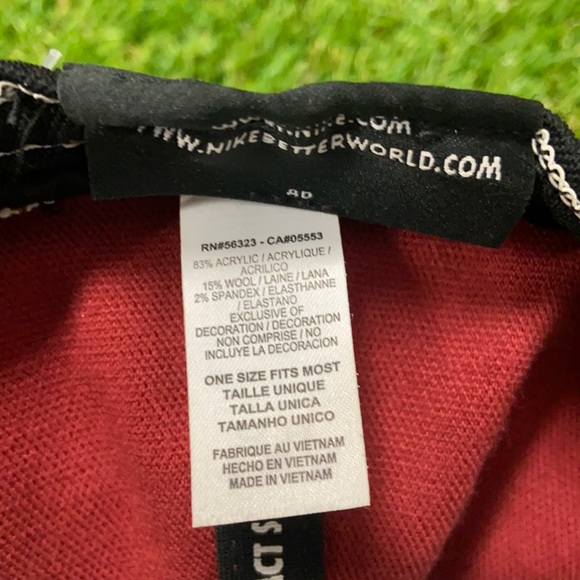 WWW.NIKEBETTERWORLD.COM
RN#56323 - CA#05553
83% ACRYLIC / ACRYLIQUE /
ACRILICO
15% WOOL / LAINE / LANA
2% SPANDEX / ELASTHANNE
/ ELASTANO
EXCLUSIVE OF
DECORATION / DECORATION
NON COMPRISE / NO
INCLUYE LA DECORACION
ONE SIZE FITS MOST
TAILLE UNIQUE
TALLA UNICA
TAMANHO UNICO
FABRIQUE AU VIETNAM
HECHO EN VIETNAM
MADE IN VIETNAM
ACT S